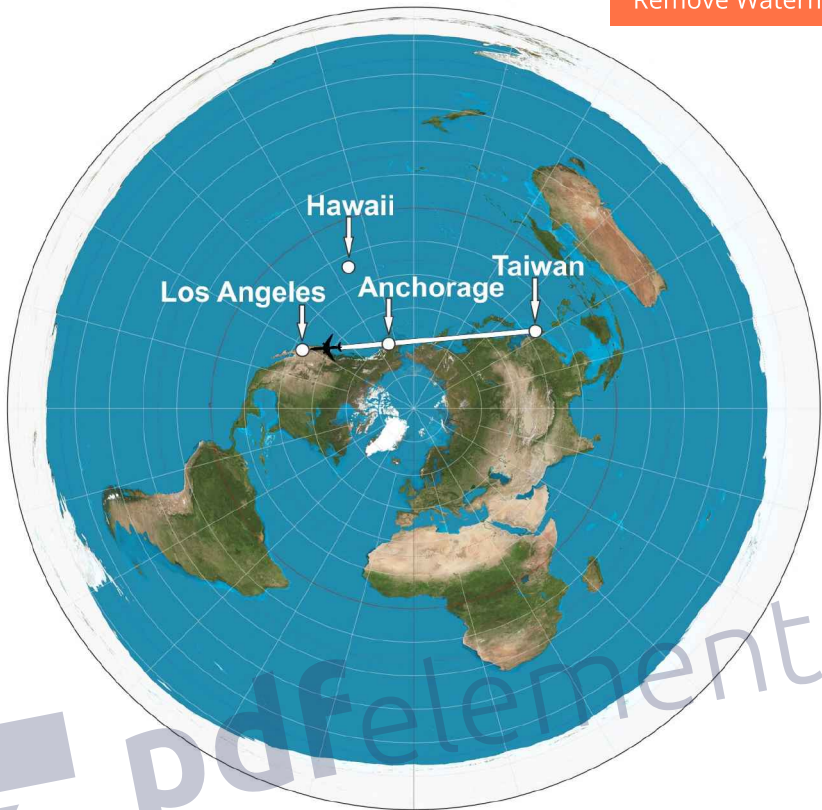 Remove Waterm
Hawaii
Los Angeles
Anchorage
Taiwan
pdfelement